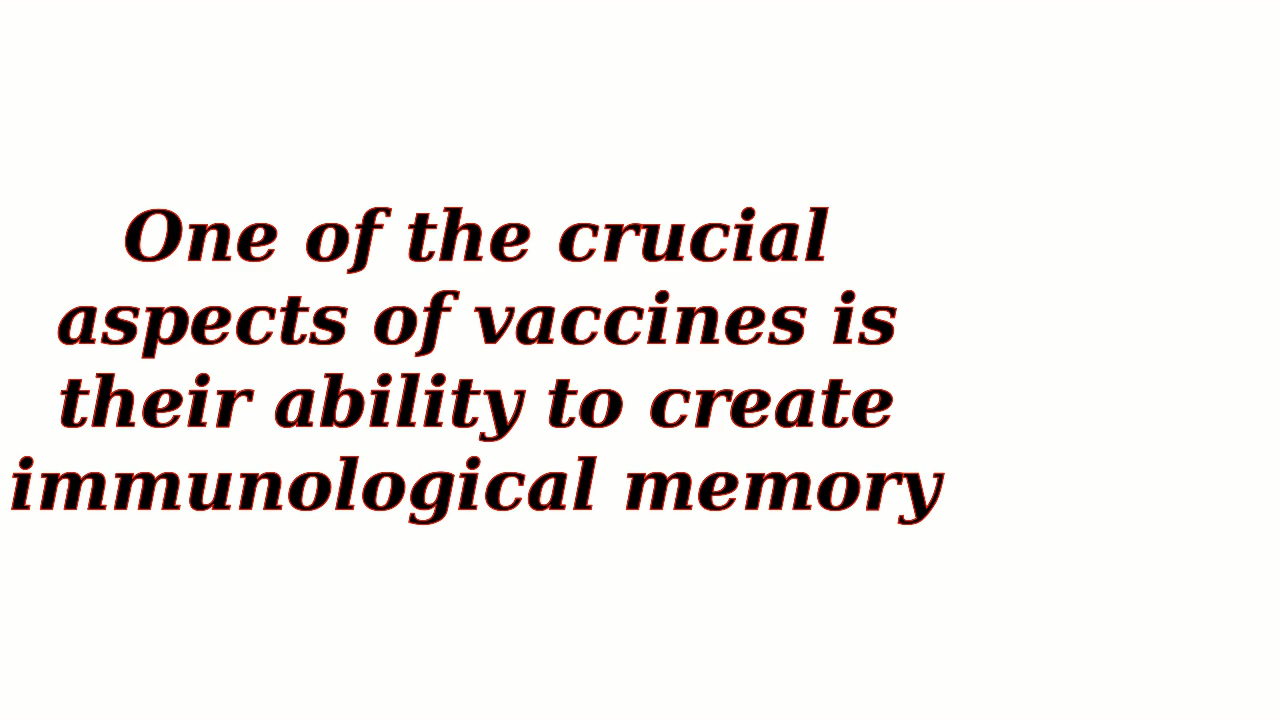 One of the crucial
aspects of vaccines is
their ability to create
immunological memory